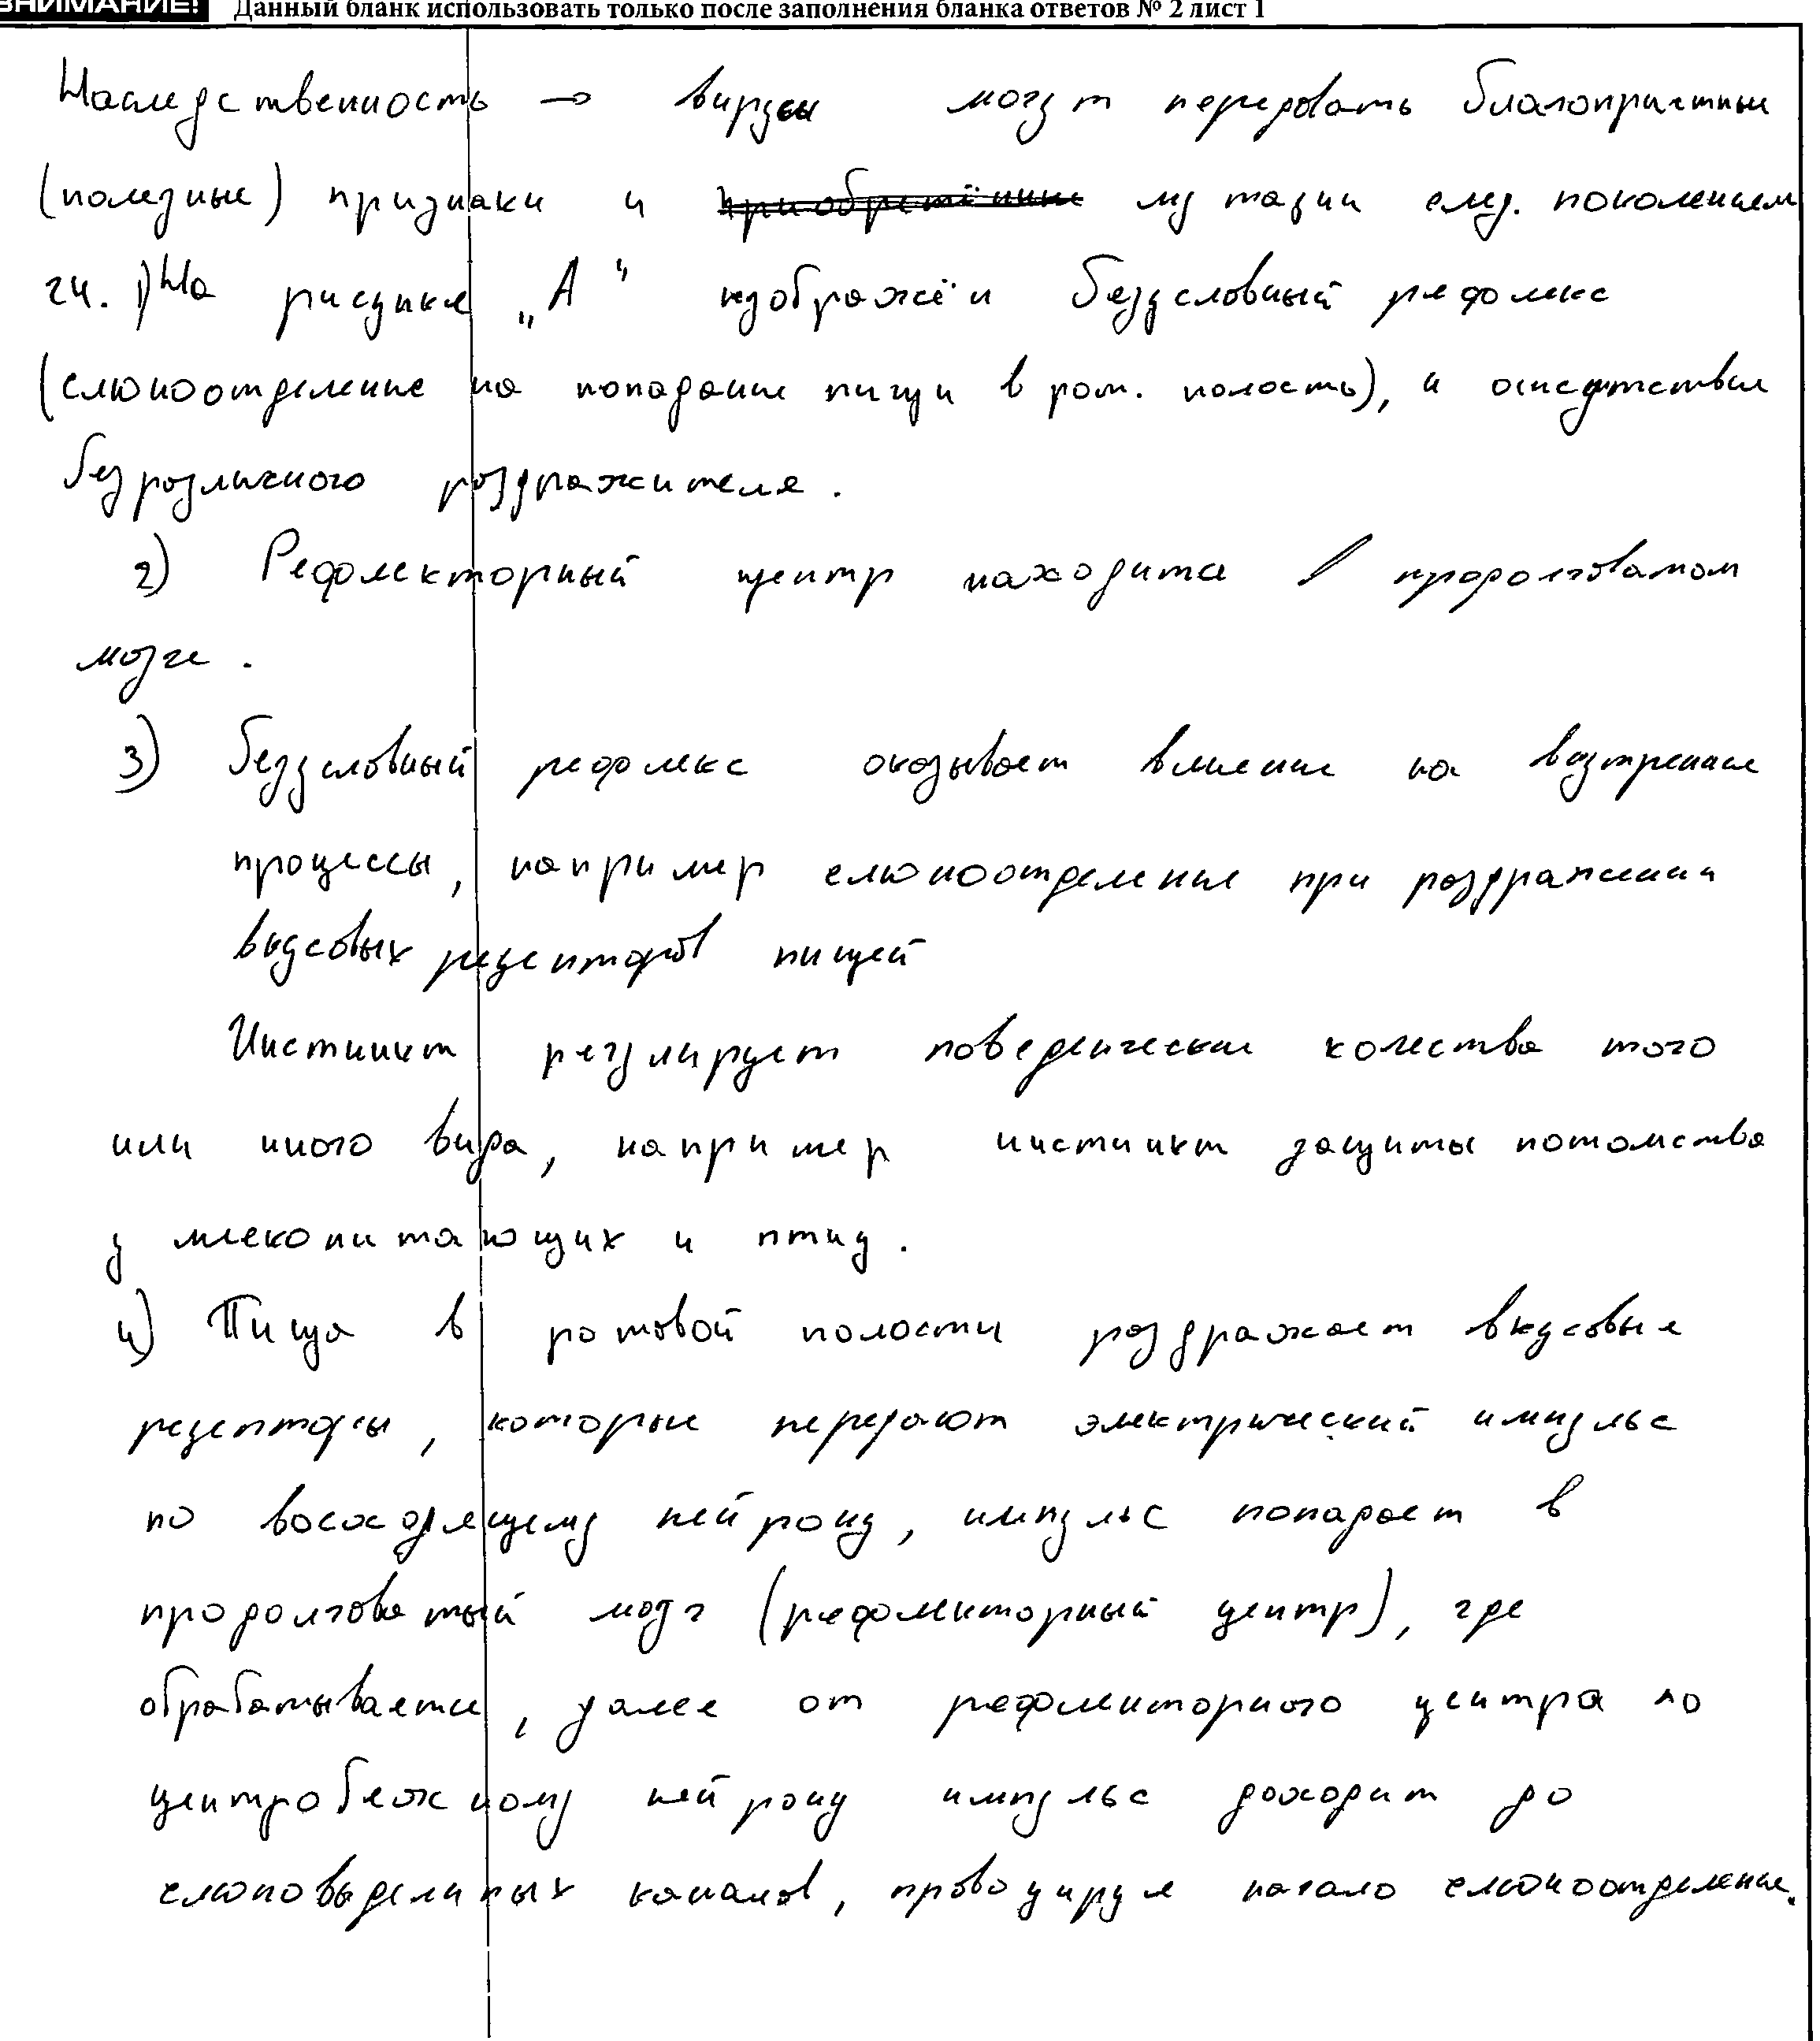 ВНИМАНИЕ! Данный бланк использовать только после заполнения бланка ответов № 2 лист 1
Наследственность → вирусы могут передовать благоприятные
(полезные) признаки и приобретённые мутации след. поколениям
24. 1) На рисунке „А" изображён безусловный рефлекс
(слюноотделение на попадание пищи в рот. полость), и отсутствие
безразличного раздражителя.
2) Рефлекторный центр находится в продолговатом
мозге.
3) Безусловный рефлекс оказывает влияние на внутренние
процессы, например слюноотделение при раздражении
вкусовых рецепторов пищей
Инстинкт регулирует поведенческие качества того
или иного вида, например инстинкт защиты потомства
у млекопитающих и птиц.
4) Пища в ротовой полости раздражает вкусовые
рецепторы, которые передают электрический импульс
по восходящему нейрону, импульс попадает в
продолговатый мозг (рефлекторный центр), где
обрабатывается, далее от рефлекторного центра по
центробежному нейрону импульс доходит до
слюновыделиных каналов, провоцируя начало слюноотделение.